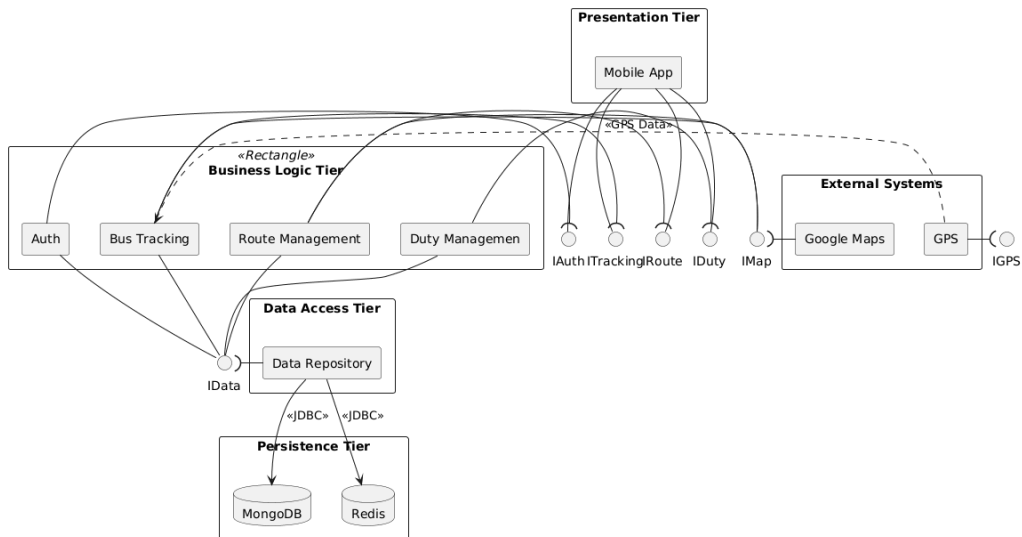 Presentation Tier
Mobile App
«GPS Data»
«Rectangle»
Business Logic Tier
External Systems
Auth
Bus Tracking
Route Management
Duty Managemen
Google Maps
GPS
IAuth
ITracking
IRoute
IDuty
IMap
IGPS
Data Access Tier
Data Repository
IData
«JDBC»
«JDBC»
Persistence Tier
MongoDB
Redis